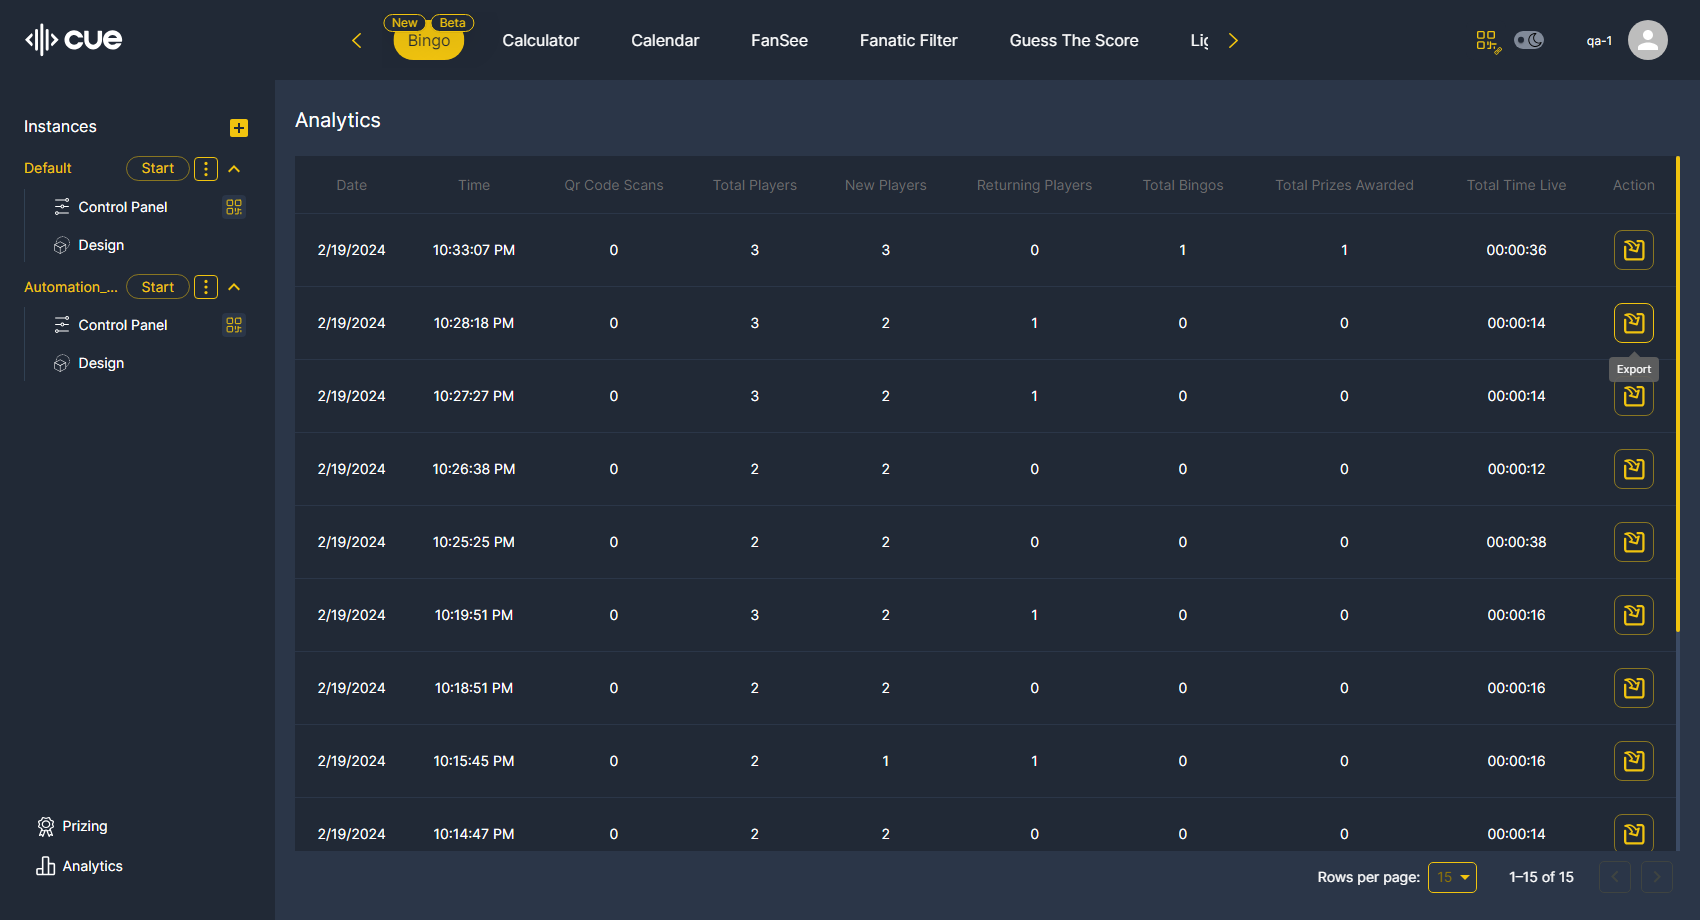 cue
New Beta
Bingo Calculator Calendar FanSee Fanatic Filter Guess The Score
qa-1
Instances
Default Start
Control Panel
Design
Automation_... Start
Control Panel
Design
Prizing
Analytics
Analytics
Date Time Qr Code Scans Total Players New Players Returning Players Total Bingos Total Prizes Awarded Total Time Live Action
2/19/2024 10:33:07 PM 0 3 3 0 1 1 00:00:36
2/19/2024 10:28:18 PM 0 3 2 1 0 0 00:00:14
Export
2/19/2024 10:27:27 PM 0 3 2 1 0 0 00:00:14
2/19/2024 10:26:38 PM 0 2 2 0 0 0 00:00:12
2/19/2024 10:25:25 PM 0 2 2 0 0 0 00:00:38
2/19/2024 10:19:51 PM 0 3 2 1 0 0 00:00:16
2/19/2024 10:18:51 PM 0 2 2 0 0 0 00:00:16
2/19/2024 10:15:45 PM 0 2 1 1 0 0 00:00:16
2/19/2024 10:14:47 PM 0 2 2 0 0 0 00:00:14
Rows per page: 15 1–15 of 15